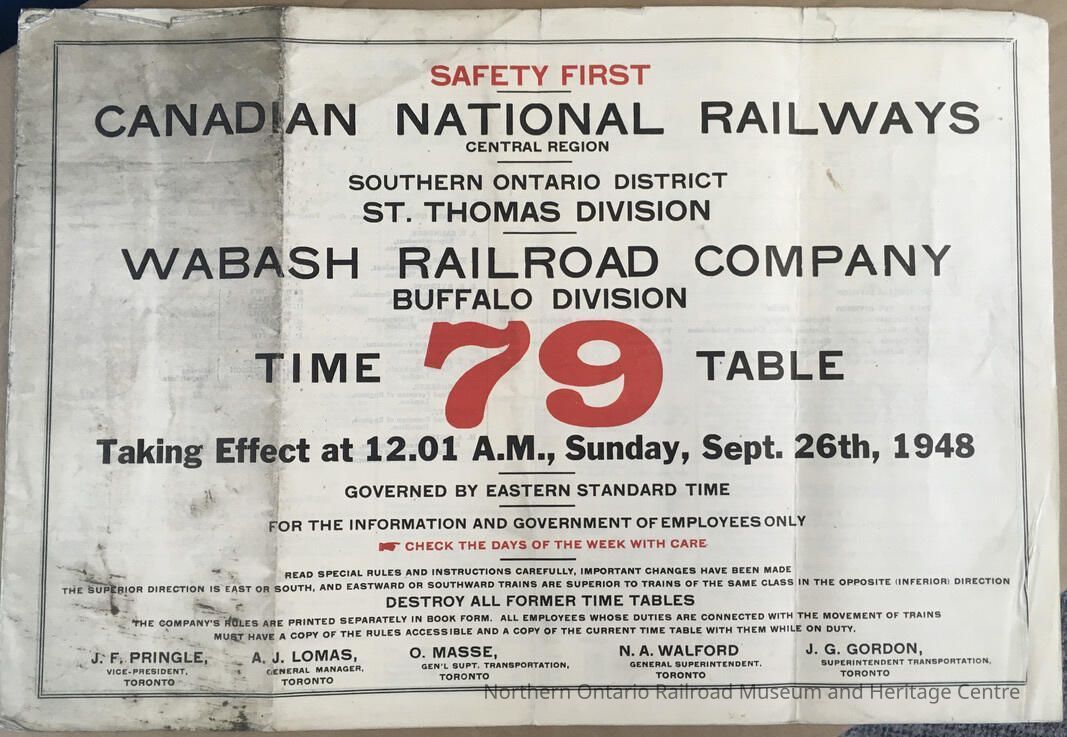 SAFETY FIRST
CANADIAN NATIONAL RAILWAYS
CENTRAL REGION
SOUTHERN ONTARIO DISTRICT
ST. THOMAS DIVISION
WABASH RAILROAD COMPANY
BUFFALO DIVISION
TIME 79 TABLE
Taking Effect at 12.01 A.M., Sunday, Sept. 26th, 1948
GOVERNED BY EASTERN STANDARD TIME
FOR THE INFORMATION AND GOVERNMENT OF EMPLOYEES ONLY
☛ CHECK THE DAYS OF THE WEEK WITH CARE
READ SPECIAL RULES AND INSTRUCTIONS CAREFULLY, IMPORTANT CHANGES HAVE BEEN MADE
THE SUPERIOR DIRECTION IS EAST OR SOUTH, AND EASTWARD OR SOUTHWARD TRAINS ARE SUPERIOR TO TRAINS OF THE SAME CLASS IN THE OPPOSITE (INFERIOR) DIRECTION
DESTROY ALL FORMER TIME TABLES
THE COMPANY'S RULES ARE PRINTED SEPARATELY IN BOOK FORM. ALL EMPLOYEES WHOSE DUTIES ARE CONNECTED WITH THE MOVEMENT OF TRAINS
MUST HAVE A COPY OF THE RULES ACCESSIBLE AND A COPY OF THE CURRENT TIME TABLE WITH THEM WHILE ON DUTY.
J. F. PRINGLE, A. J. LOMAS, O. MASSE, N. A. WALFORD J. G. GORDON,
VICE-PRESIDENT, GENERAL MANAGER, GEN'L SUPT. TRANSPORTATION, GENERAL SUPERINTENDENT, SUPERINTENDENT TRANSPORTATION,
TORONTO TORONTO TORONTO TORONTO TORONTO
Northern Ontario Railroad Museum and Heritage Centre